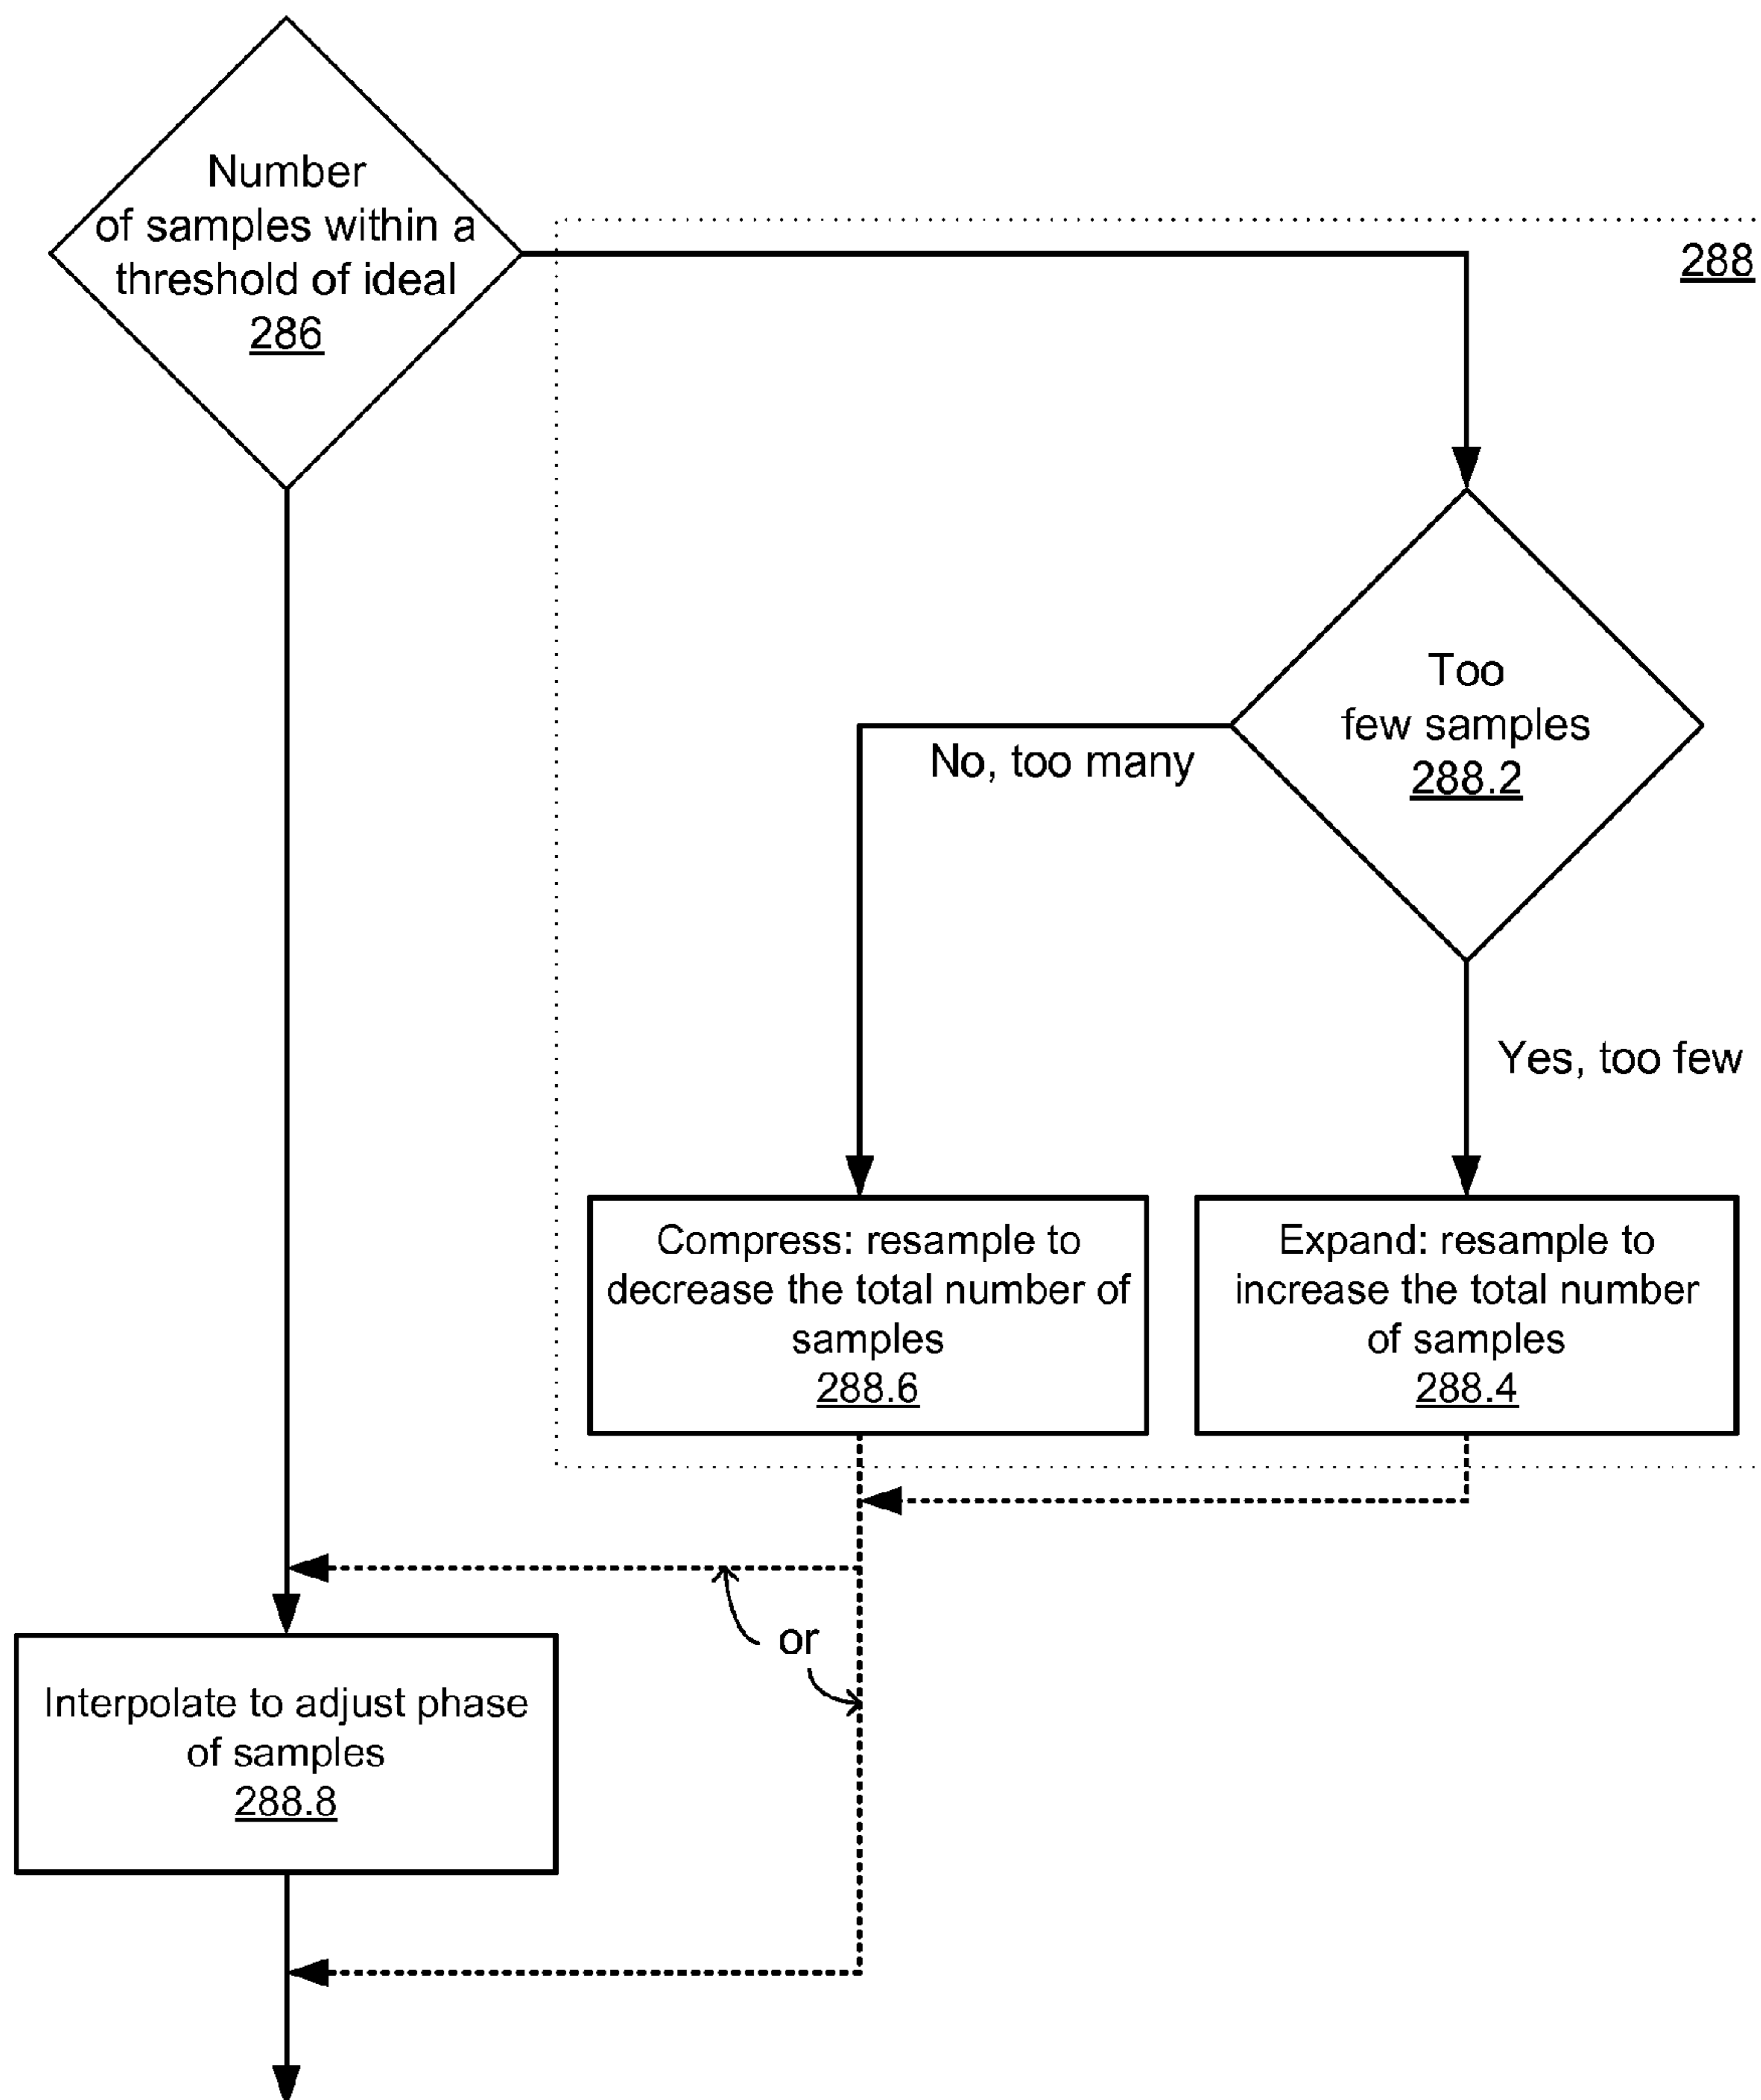 Number
of samples within a
threshold of ideal
286
288
Too
few samples
288.2
No, too many
Yes, too few
Compress: resample to
decrease the total number of
samples
288.6
Expand: resample to
increase the total number
of samples
288.4
or
Interpolate to adjust phase
of samples
288.8